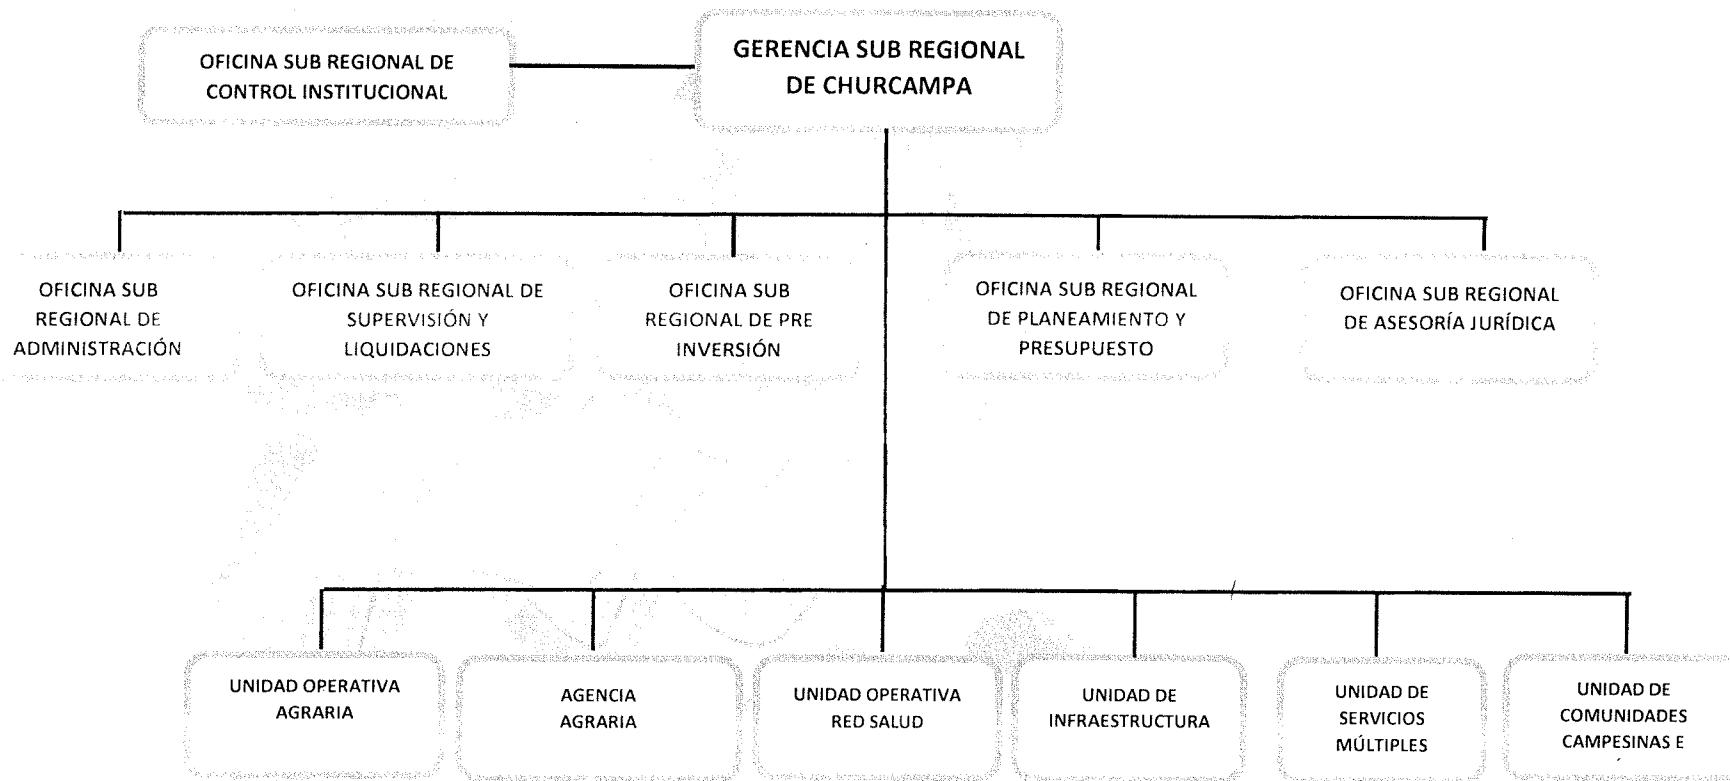 OFICINA SUB REGIONAL DE
CONTROL INSTITUCIONAL
GERENCIA SUB REGIONAL
DE CHURCAMPA
OFICINA SUB
REGIONAL DE
ADMINISTRACIÓN
OFICINA SUB REGIONAL DE
SUPERVISIÓN Y
LIQUIDACIONES
OFICINA SUB
REGIONAL DE PRE
INVERSIÓN
OFICINA SUB REGIONAL
DE PLANEAMIENTO Y
PRESUPUESTO
OFICINA SUB REGIONAL
DE ASESORÍA JURÍDICA
UNIDAD OPERATIVA
AGRARIA
AGENCIA
AGRARIA
UNIDAD OPERATIVA
RED SALUD
UNIDAD DE
INFRAESTRUCTURA
UNIDAD DE
SERVICIOS
MÚLTIPLES
UNIDAD DE
COMUNIDADES
CAMPESINAS E